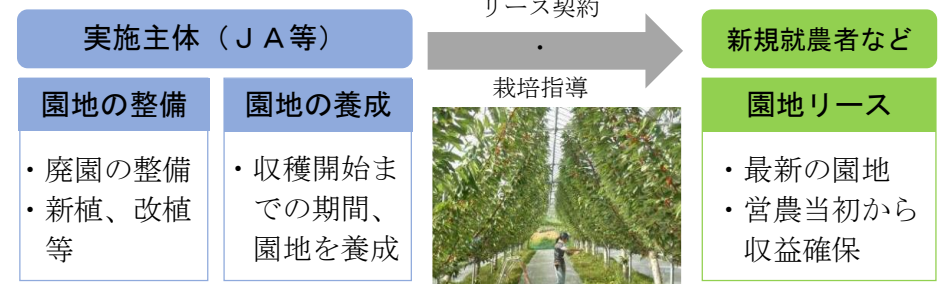 リース契約
実施主体（ＪＡ等）
・
新規就農者など
栽培指導
園地の整備
園地の養成
園地リース
・廃園の整備
・新植、改植
等
・収穫開始ま
での期間、
園地を養成
・最新の園地
・営農当初から
収益確保